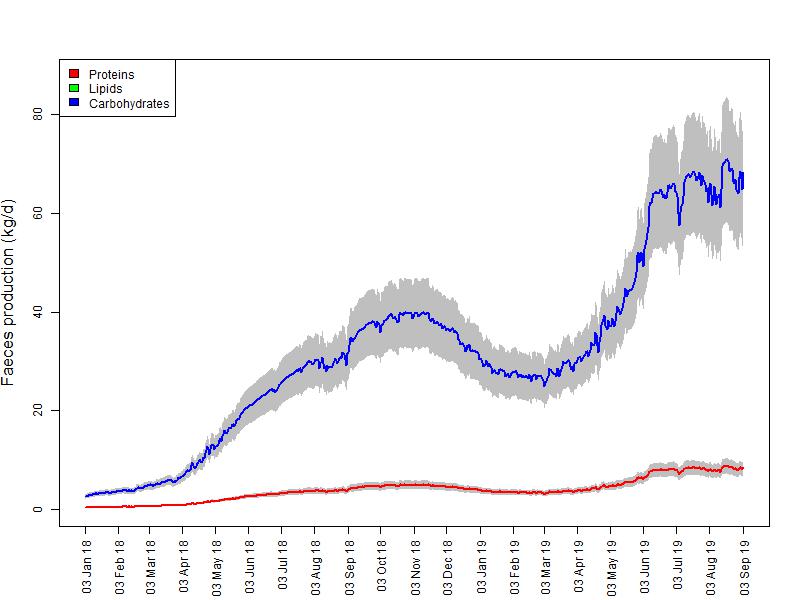 Proteins
Lipids
Carbohydrates
Faeces production (kg/d)
80
60
40
20
0
03 Jan 18
03 Feb 18
03 Mar 18
03 Apr 18
03 May 18
03 Jun 18
03 Jul 18
03 Aug 18
03 Sep 18
03 Oct 18
03 Nov 18
03 Dec 18
03 Jan 19
03 Feb 19
03 Mar 19
03 Apr 19
03 May 19
03 Jun 19
03 Jul 19
03 Aug 19
03 Sep 19